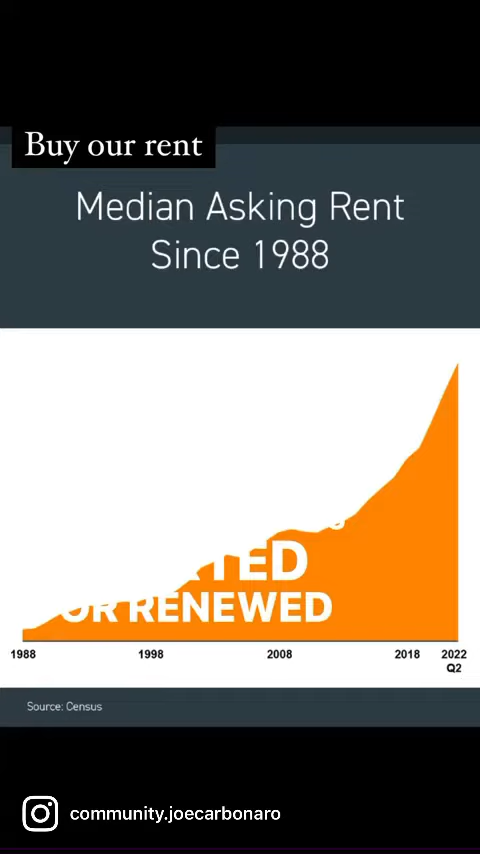 Buy our rent
Median Asking Rent
Since 1988
OR RENEWED
1988
1998
2008
2018
2022
Q2
Source: Census
community.joecarbonaro